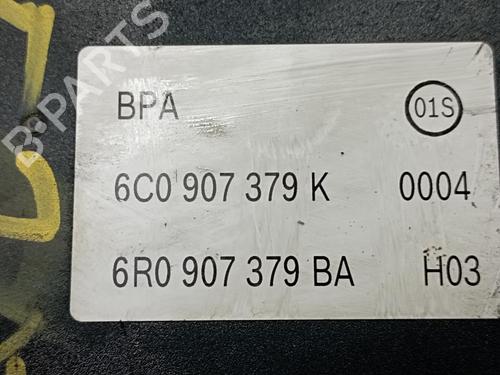 B-PARTS
BPA 01S
6C0 907 379 K 0004
6R0 907 379 BA H03